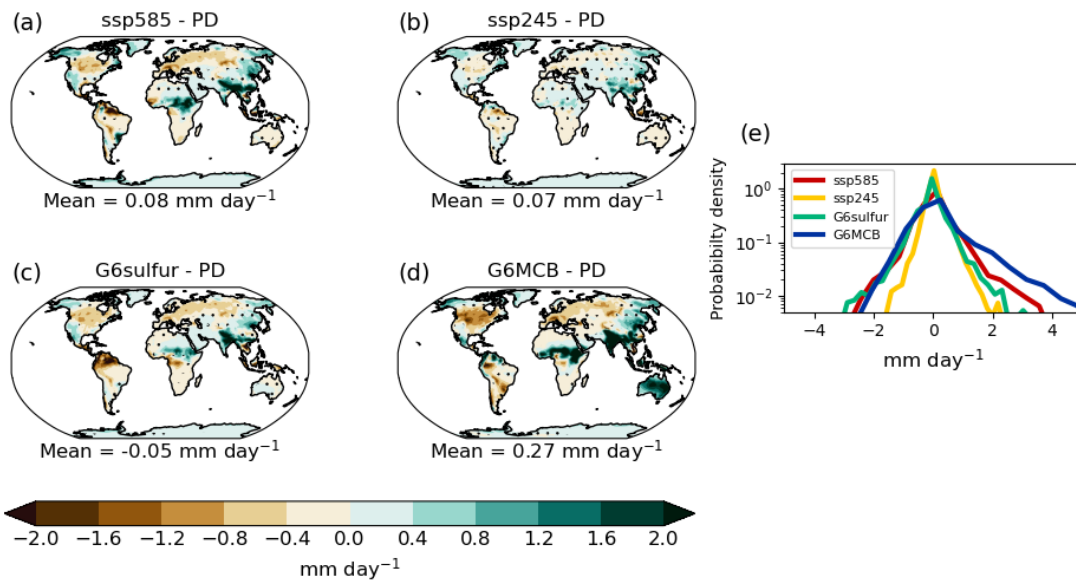 (a) ssp585 - PD
Mean = 0.08 mm day⁻¹
(b) ssp245 - PD
Mean = 0.07 mm day⁻¹
(c) G6sulfur - PD
Mean = -0.05 mm day⁻¹
(d) G6MCB - PD
Mean = 0.27 mm day⁻¹
−2.0 −1.6 −1.2 −0.8 −0.4 0.0 0.4 0.8 1.2 1.6 2.0
mm day⁻¹
(e)
Probabibility density
10⁰
10⁻¹
10⁻²
ssp585
ssp245
G6sulfur
G6MCB
−4 −2 0 2 4
mm day⁻¹